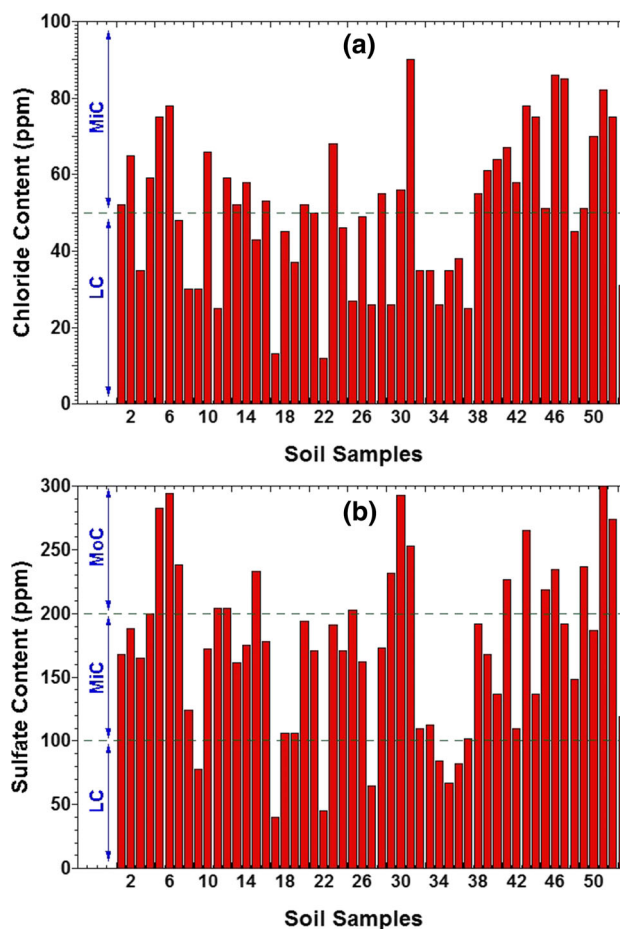 (a)
Chloride Content (ppm)
100
80
60
40
20
0
MiC
LC
2 6 10 14 18 22 26 30 34 38 42 46 50
Soil Samples
(b)
Sulfate Content (ppm)
300
250
200
150
100
50
0
MoC
MiC
LC
2 6 10 14 18 22 26 30 34 38 42 46 50
Soil Samples